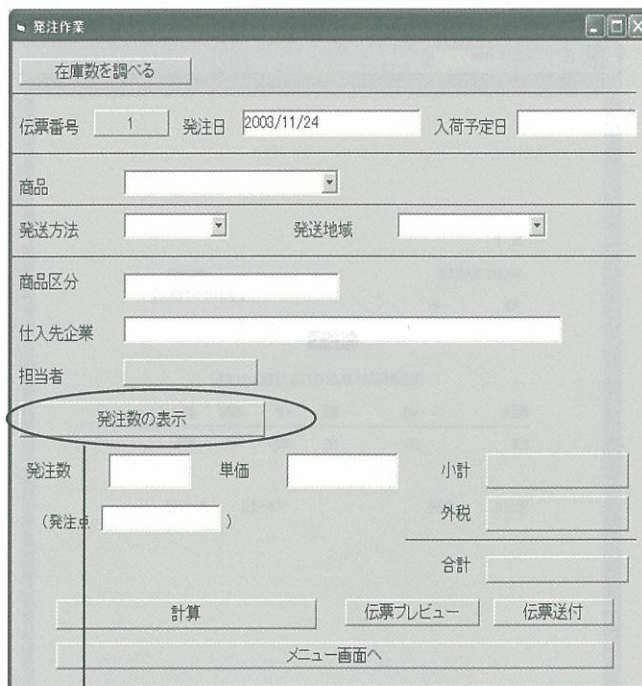 発注作業
在庫数を調べる
伝票番号 1 発注日 2003/11/24 入荷予定日
商品
発送方法 発送地域
商品区分
仕入先企業
担当者
発注数の表示
発注数 単価 小計
(発注点 ) 外税
合計
計算 伝票プレビュー 伝票送付
メニュー画面へ